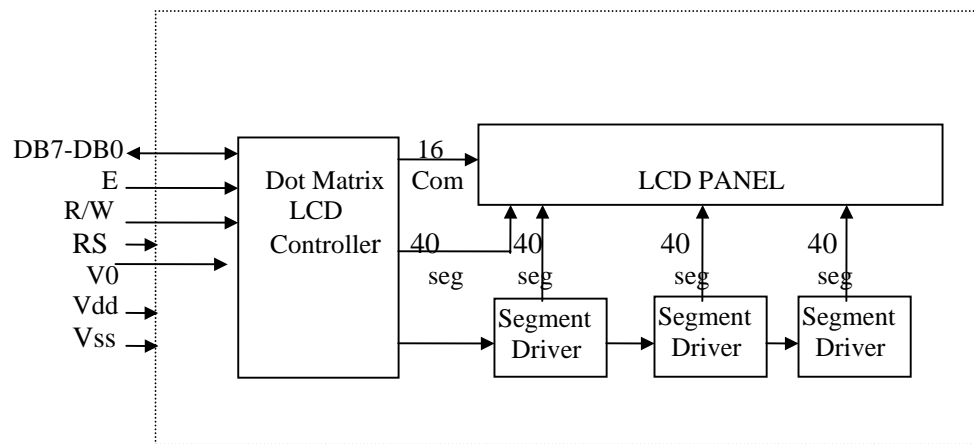 DB7-DB0
E
R/W
RS
V0
Vdd
Vss
Dot Matrix
LCD
Controller
16
Com
LCD PANEL
40
seg
40
seg
40
seg
40
seg
Segment
Driver
Segment
Driver
Segment
Driver